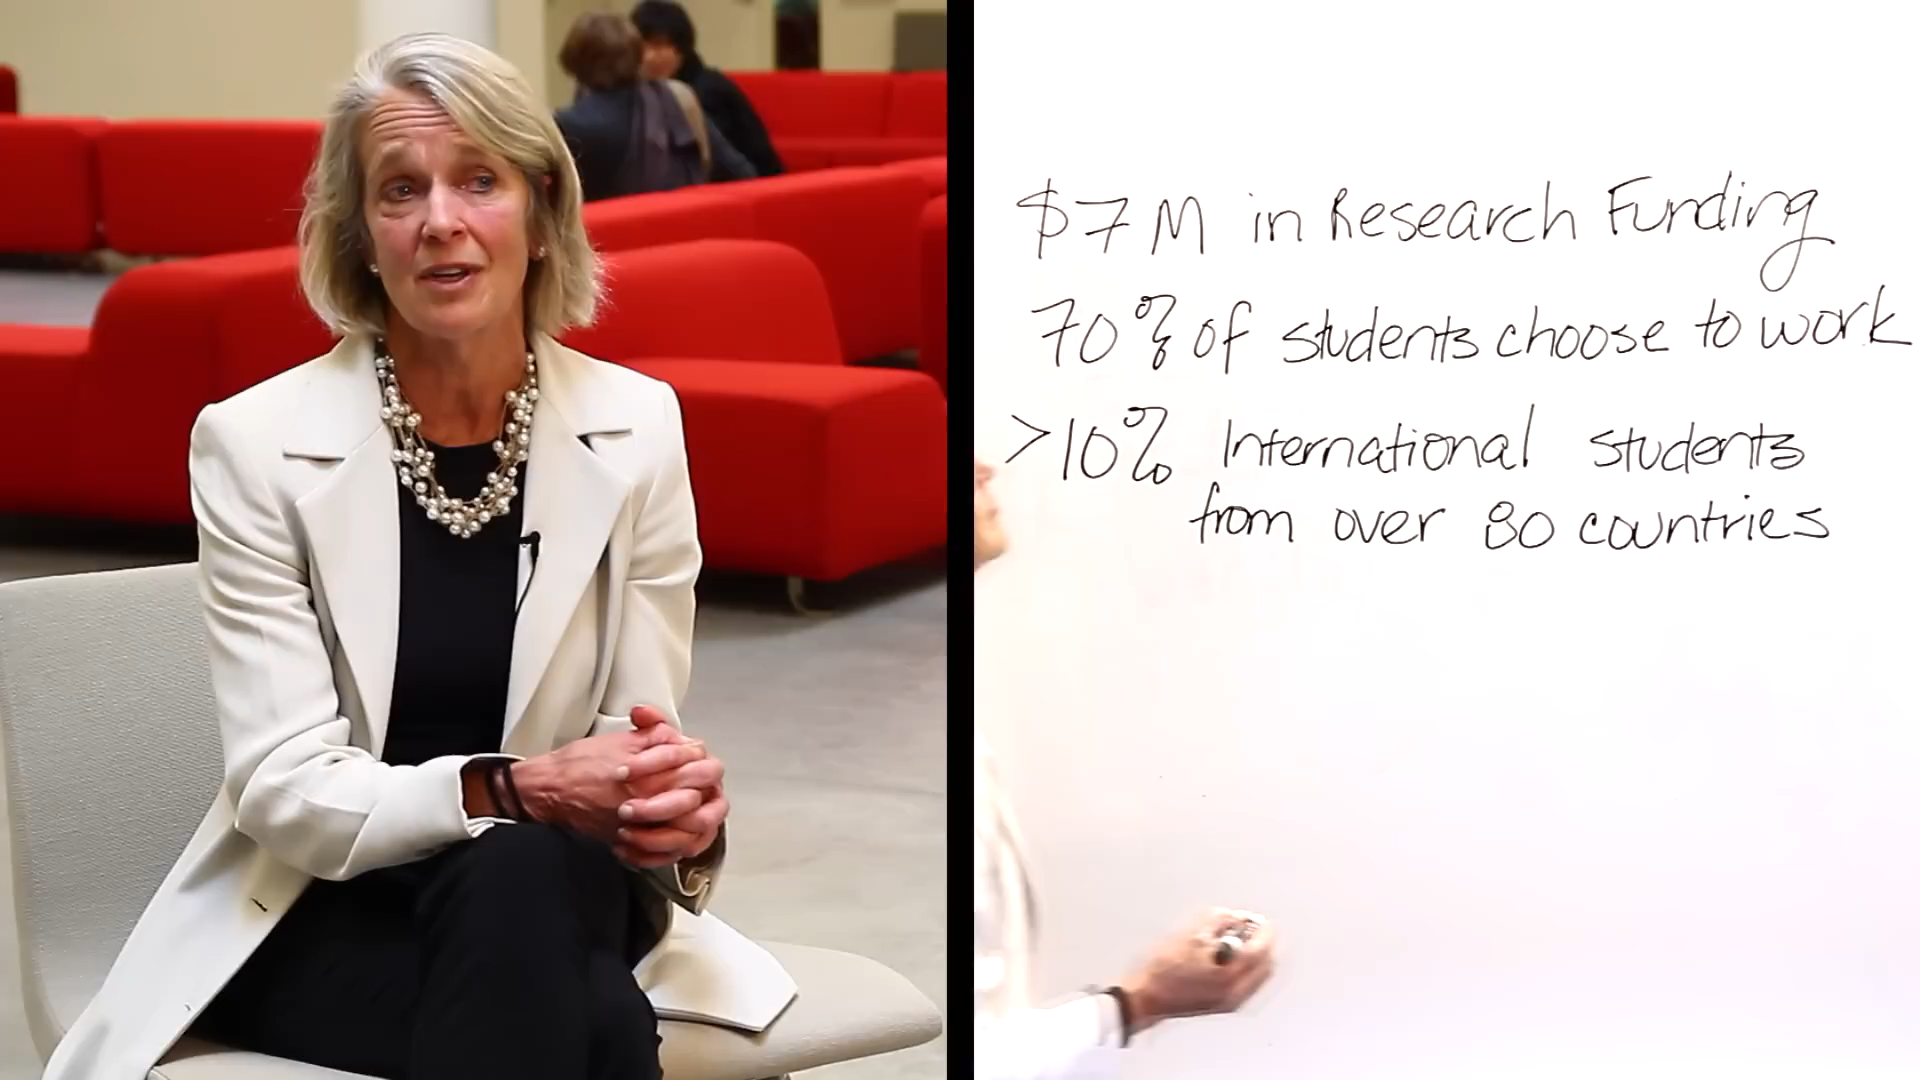 $7M in Research Funding
70% of students choose to work
>10% International students
from over 80 countries